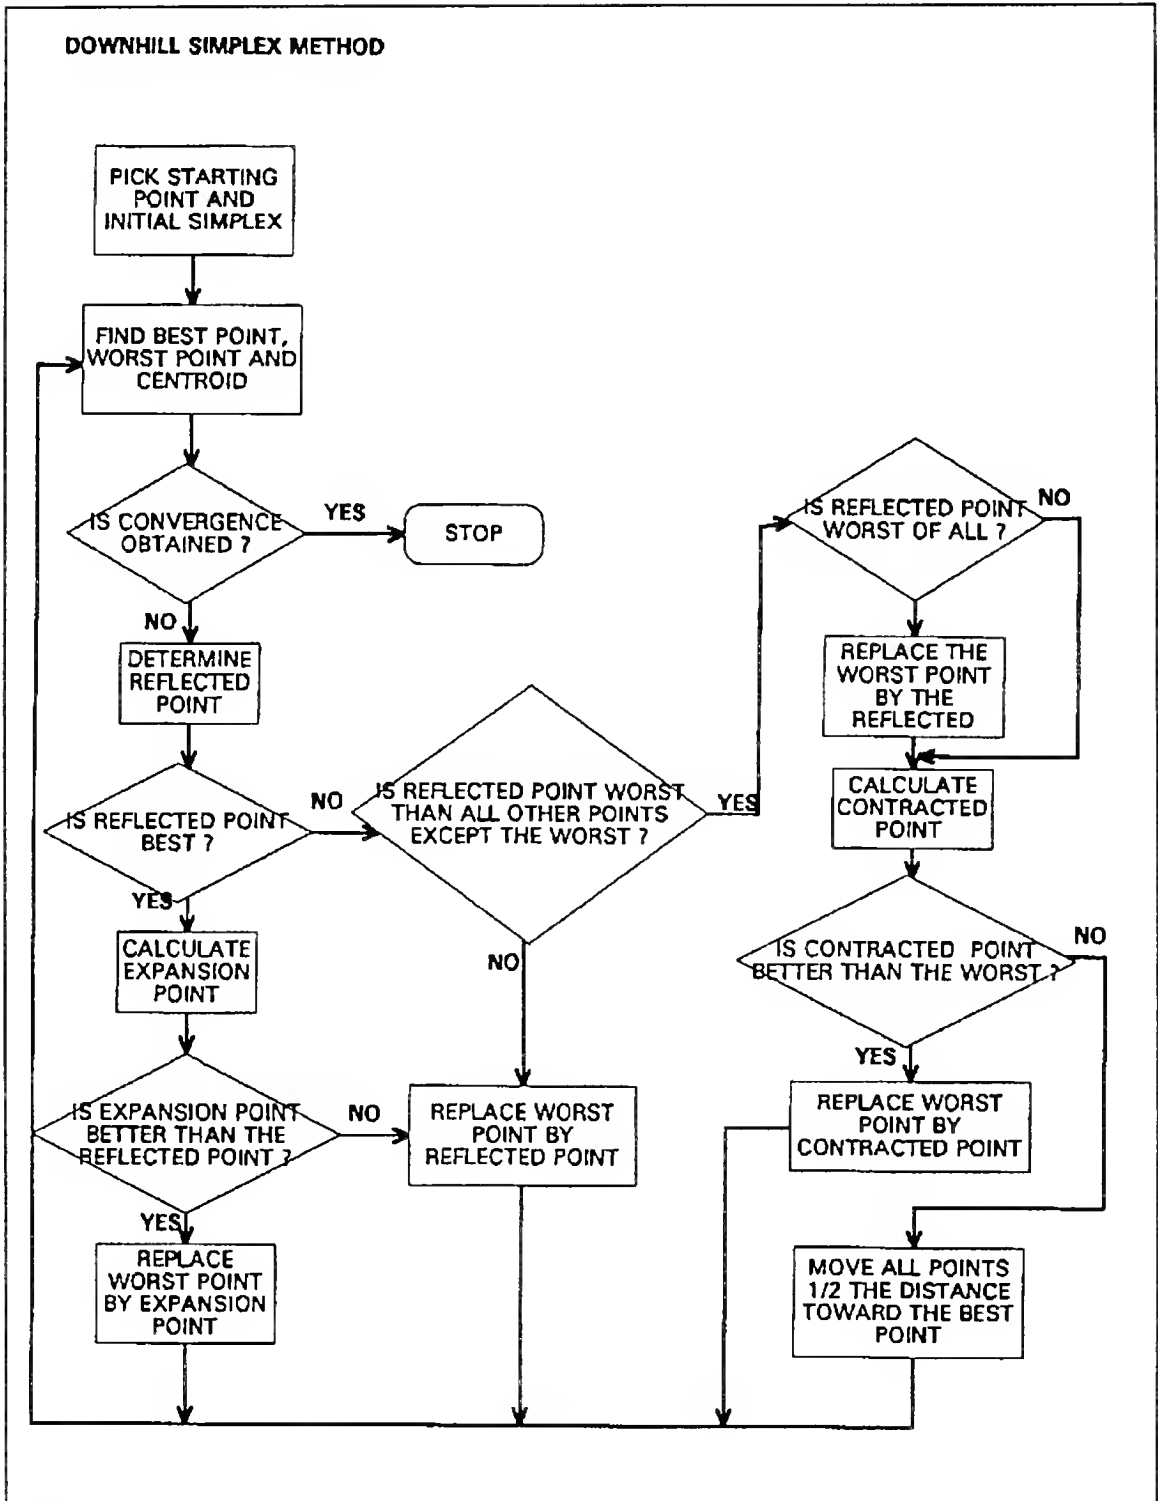 DOWNHILL SIMPLEX METHOD
PICK STARTING
POINT AND
INITIAL SIMPLEX
FIND BEST POINT,
WORST POINT AND
CENTROID
IS CONVERGENCE
OBTAINED ?
YES
STOP
NO
DETERMINE
REFLECTED
POINT
IS REFLECTED POINT
BEST ?
NO
YES
CALCULATE
EXPANSION
POINT
IS EXPANSION POINT
BETTER THAN THE
REFLECTED POINT ?
NO
YES
REPLACE
WORST POINT
BY EXPANSION
POINT
IS REFLECTED POINT WORST
THAN ALL OTHER POINTS
EXCEPT THE WORST ?
YES
NO
REPLACE WORST
POINT BY
REFLECTED POINT
IS REFLECTED POINT
WORST OF ALL ?
NO
REPLACE THE
WORST POINT
BY THE
REFLECTED
CALCULATE
CONTRACTED
POINT
IS CONTRACTED POINT
BETTER THAN THE WORST ?
NO
YES
REPLACE WORST
POINT BY
CONTRACTED POINT
MOVE ALL POINTS
1/2 THE DISTANCE
TOWARD THE BEST
POINT